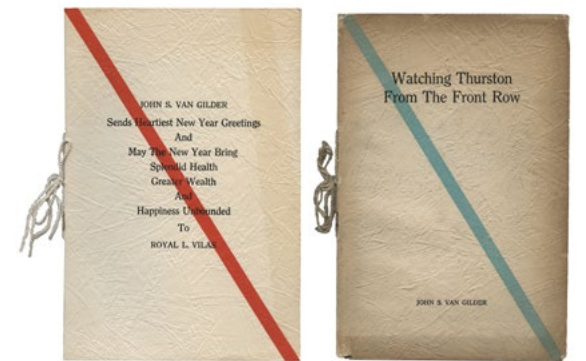 JOHN S. VAN GILDER
Sends Heartiest New Year Greetings
And
May The New Year Bring
Splendid Health
Greater Wealth
And
Happiness Unbounded
To
ROYAL L. VILAS
Watching Thurston
From The Front Row
JOHN S. VAN GILDER